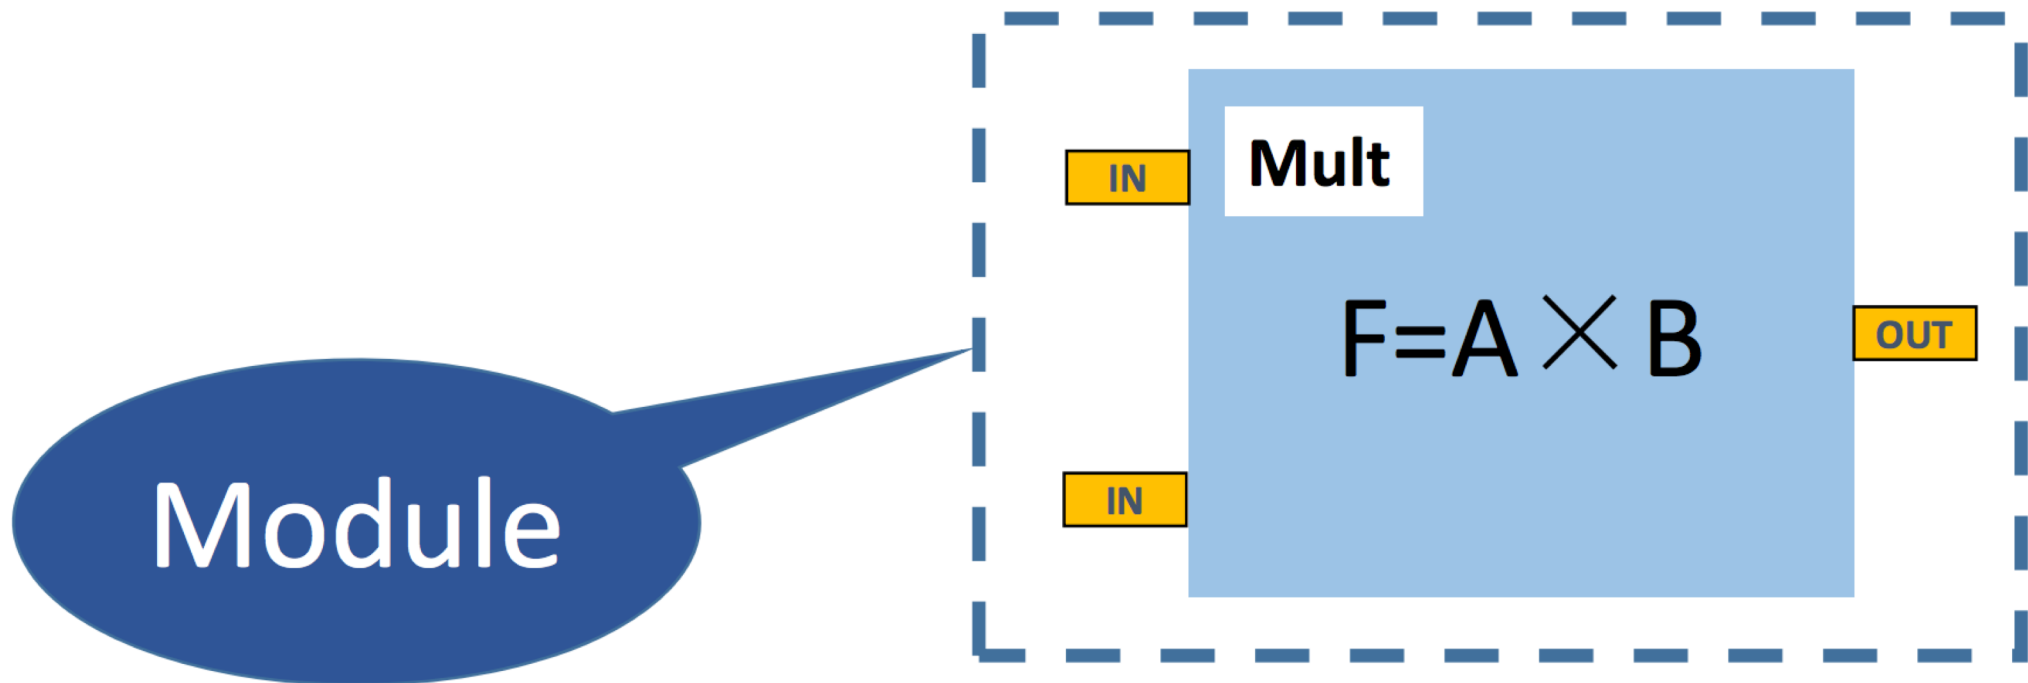 Mult
IN
F=A×B
OUT
IN
Module